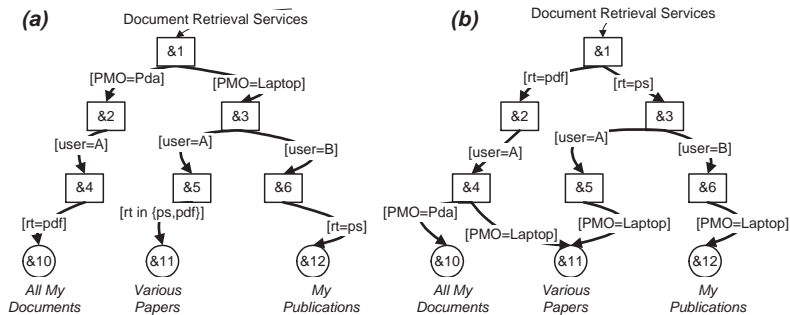 (a)
Document Retrieval Services
&1
[PMO=Pda]
[PMO=Laptop]
&2
&3
[user=A]
[user=A]
[user=B]
&4
&5
&6
[rt=pdf]
[rt in {ps,pdf}]
[rt=ps]
&10
&11
&12
All My
Documents
Various
Papers
My
Publications
(b)
Document Retrieval Services
&1
[rt=pdf]
[rt=ps]
&2
&3
[user=A]
[user=A]
[user=B]
&4
&5
&6
[PMO=Pda]
[PMO=Laptop]
[PMO=Laptop]
[PMO=Laptop]
&10
&11
&12
All My
Documents
Various
Papers
My
Publications